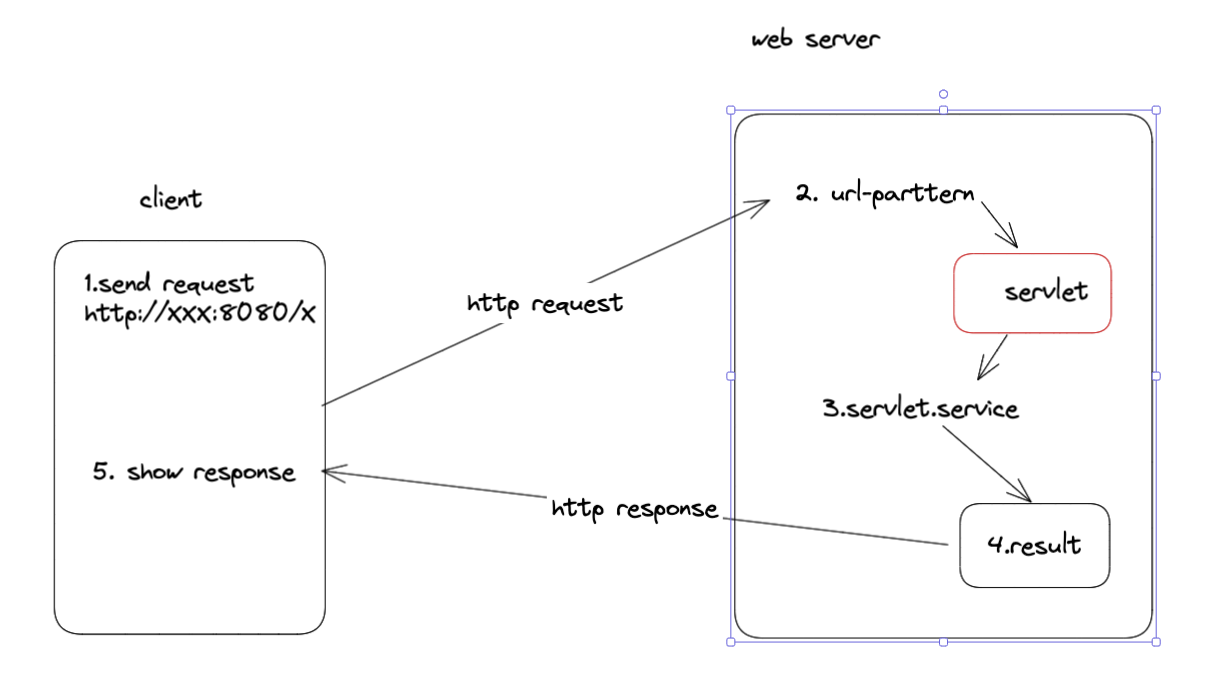 web server
client
1.send request
http://xxx:8080/x
http request
2. url-parttern
servlet
3.servlet.service
5. show response
http response
4.result